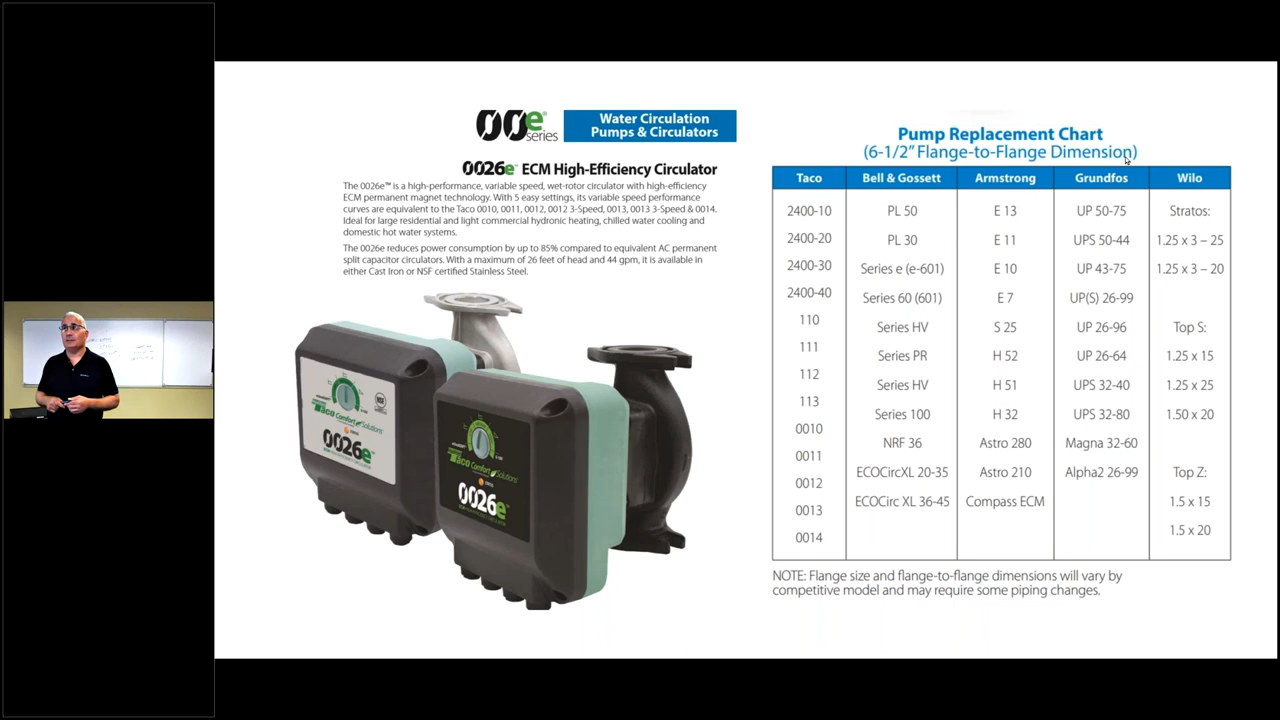 00e® series
Water Circulation
Pumps & Circulators
0026e™ ECM High-Efficiency Circulator
The 0026e™ is a high-performance, variable speed, wet-rotor circulator with high-efficiency
ECM permanent magnet technology. With 5 easy settings, its variable speed performance
curves are equivalent to the Taco 0010, 0011, 0012, 0012 3-Speed, 0013, 0013 3-Speed & 0014.
Ideal for large residential and light commercial hydronic heating, chilled water cooling and
domestic hot water systems.
The 0026e reduces power consumption by up to 85% compared to equivalent AC permanent
split capacitor circulators. With a maximum of 26 feet of head and 44 gpm, it is available in
either Cast Iron or NSF certified Stainless Steel.
Taco Comfort Solutions
0026e
Taco Comfort Solutions
0026e
Pump Replacement Chart
(6-1/2” Flange-to-Flange Dimension)
Taco
2400-10
2400-20
2400-30
2400-40
110
111
112
113
0010
0011
0012
0013
0014
Bell & Gossett
PL 50
PL 30
Series e (e-601)
Series 60 (601)
Series HV
Series PR
Series HV
Series 100
NRF 36
ECOCircXL 20-35
ECOCirc XL 36-45
Armstrong
E 13
E 11
E 10
E 7
S 25
H 52
H 51
H 32
Astro 280
Astro 210
Compass ECM
Grundfos
UP 50-75
UPS 50-44
UP 43-75
UP(S) 26-99
UP 26-96
UP 26-64
UPS 32-40
UPS 32-80
Magna 32-60
Alpha2 26-99
Wilo
Stratos:
1.25 x 3 – 25
1.25 x 3 – 20
Top S:
1.25 x 15
1.25 x 25
1.50 x 20
Top Z:
1.5 x 15
1.5 x 20
NOTE: Flange size and flange-to-flange dimensions will vary by
competitive model and may require some piping changes.